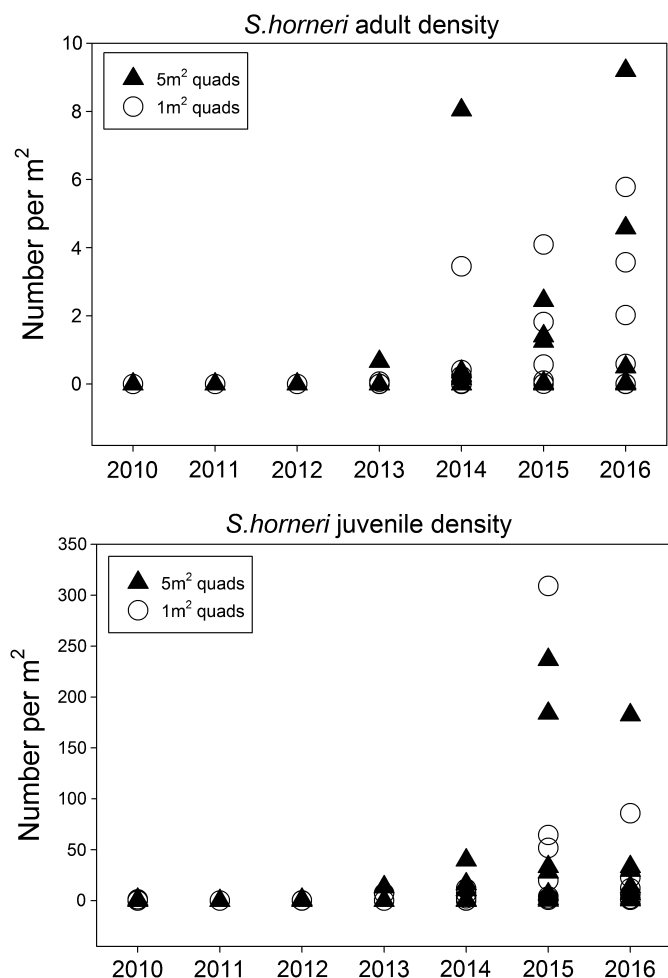 S.horneri adult density
10
8
6
4
2
0
Number per m²
5m² quads
1m² quads
2010 2011 2012 2013 2014 2015 2016
S.horneri juvenile density
350
300
250
200
150
100
50
0
Number per m²
5m² quads
1m² quads
2010 2011 2012 2013 2014 2015 2016